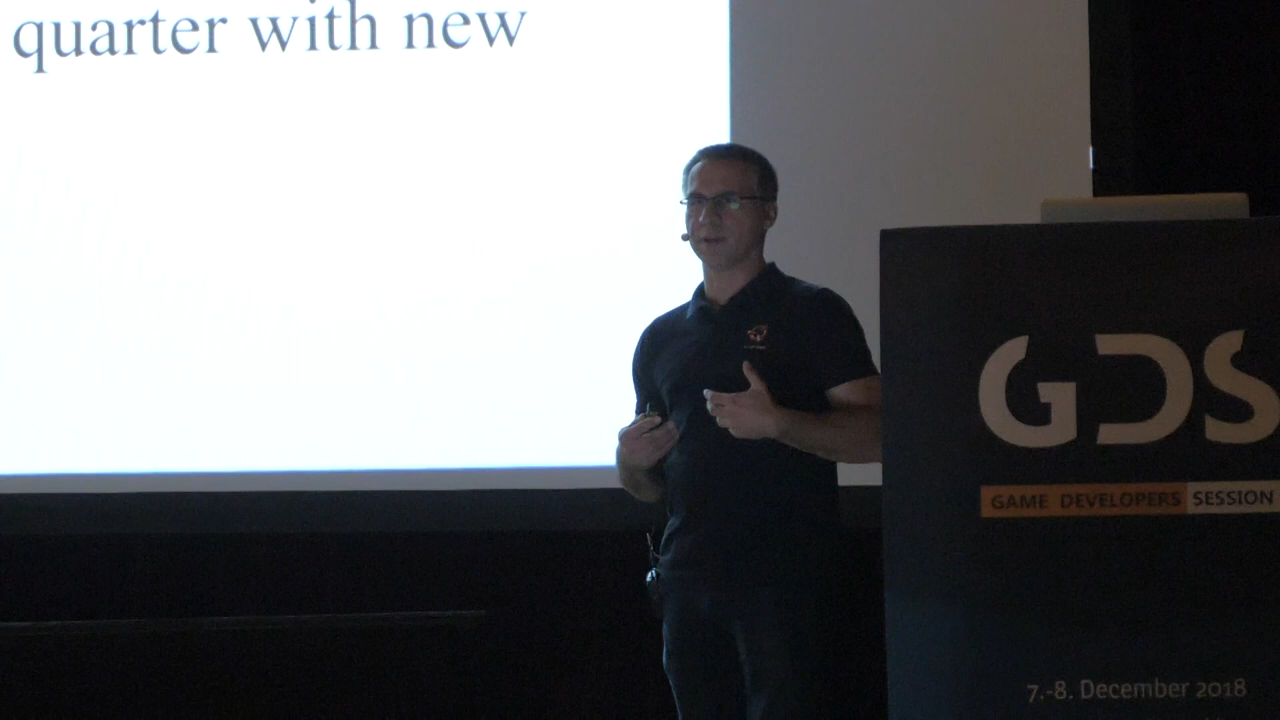 quarter with new
GDS
GAME DEVELOPERS SESSION
7.-8. December 2018